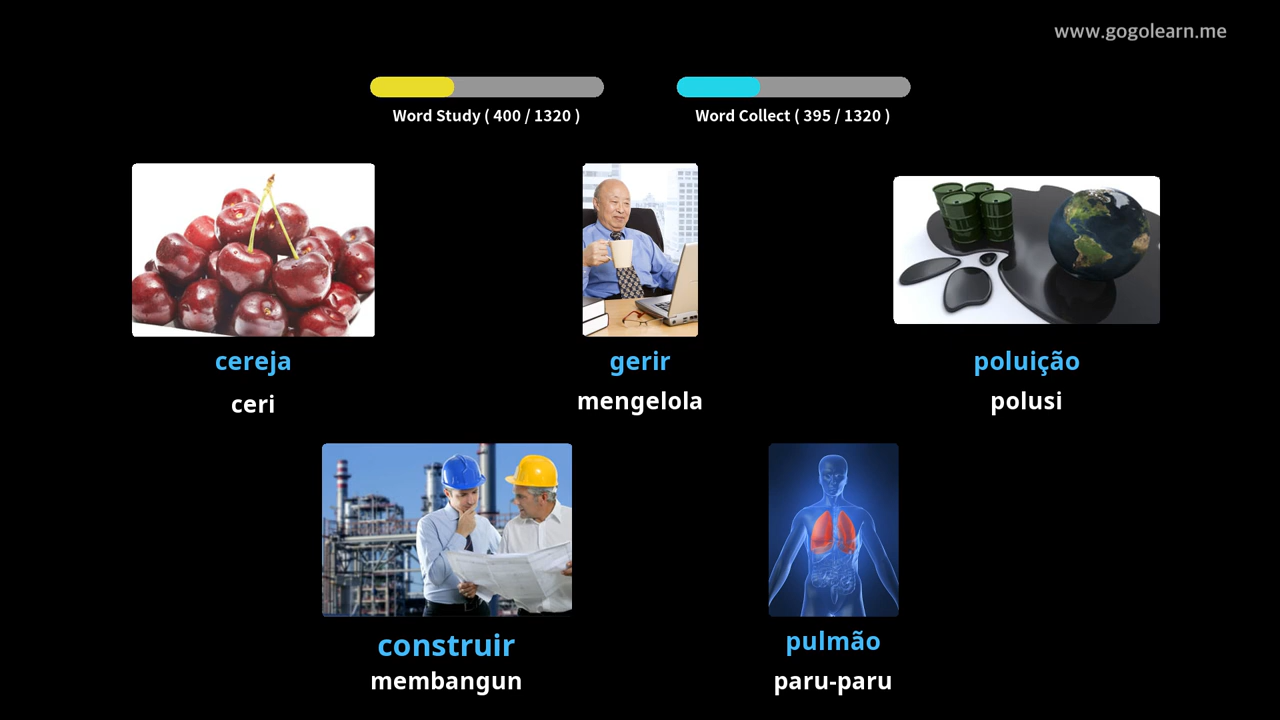 www.gogolearn.me
Word Study ( 400 / 1320 )
Word Collect ( 395 / 1320 )
cereja
ceri
gerir
mengelola
poluição
polusi
construir
membangun
pulmão
paru-paru